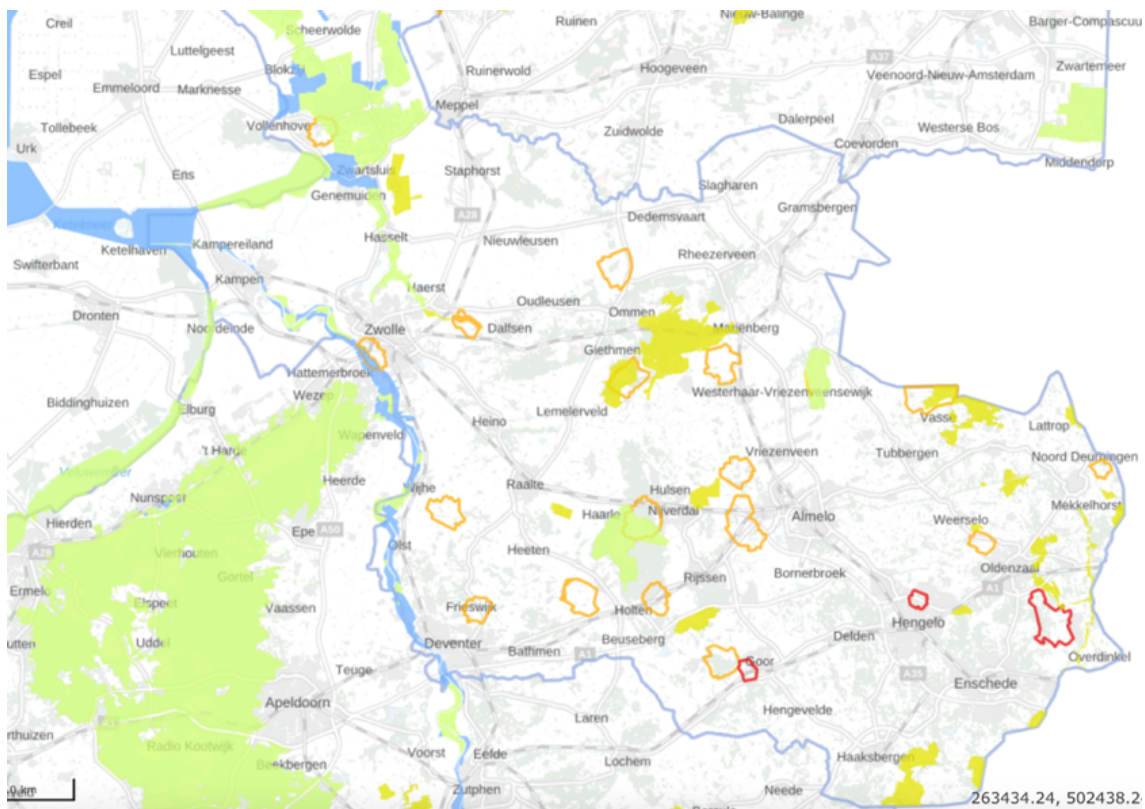 Creil
Scheerwolde
Ruinen
Nieuw-Balinge
Barger-Compascuu
Luttelgeest
Espel
Blokzijl
Ruinerwold
Hoogeveen
A37
Zwartemeer
Emmeloord
Marknesse
Veenoord-Nieuw-Amsterdam
Meppel
Tollebeek
Vollenhove
Zuidwolde
Dalerpeel
Westerse Bos
Urk
Coevorden
Ens
Zwartsluis
Staphorst
Middendorp
Genemuiden
Slagharen
A28
Dedemsvaart
Gramsbergen
Ketelmeer
Kampereiland
Hasselt
Nieuwleusen
Ketelhaven
Rheezerveen
Swifterbant
Kampen
Haerst
Oudleusen
Dronten
Noordeinde
Zwolle
Dalfsen
Ommen
Mariënberg
Giethmen
Hattemerbroek
Wezep
Westerhaar-Vriezenveensewijk
Biddinghuizen
Elburg
Lemelerveld
Vasse
Heino
Lattrop
Wapenveld
't Harde
Vriezenveen
Tubbergen
Noord Deurningen
Veluwemeer
Heerde
Wijhe
Raalte
Hulsen
Nunspeet
Haarle
Nijverdal
Almelo
Mekkelhorst
Hierden
Epe
A50
Weerselo
A28
Vierhouten
Olst
Heeten
Oldenzaal
Gortel
Rijssen
Bornerbroek
A1
Ermelo
Elspeet
Vaassen
Frieswijk
Holten
Hengelo
Uddel
Deventer
Beuseberg
Delden
Bathmen
A1
Overdinkel
Teuge
Goor
A35
Enschede
Apeldoorn
Hengevelde
Laren
Radio Kootwijk
Voorst
Eefde
Lochem
Haaksbergen
Beekbergen
Zutphen
Neede
263434.24, 502438.2